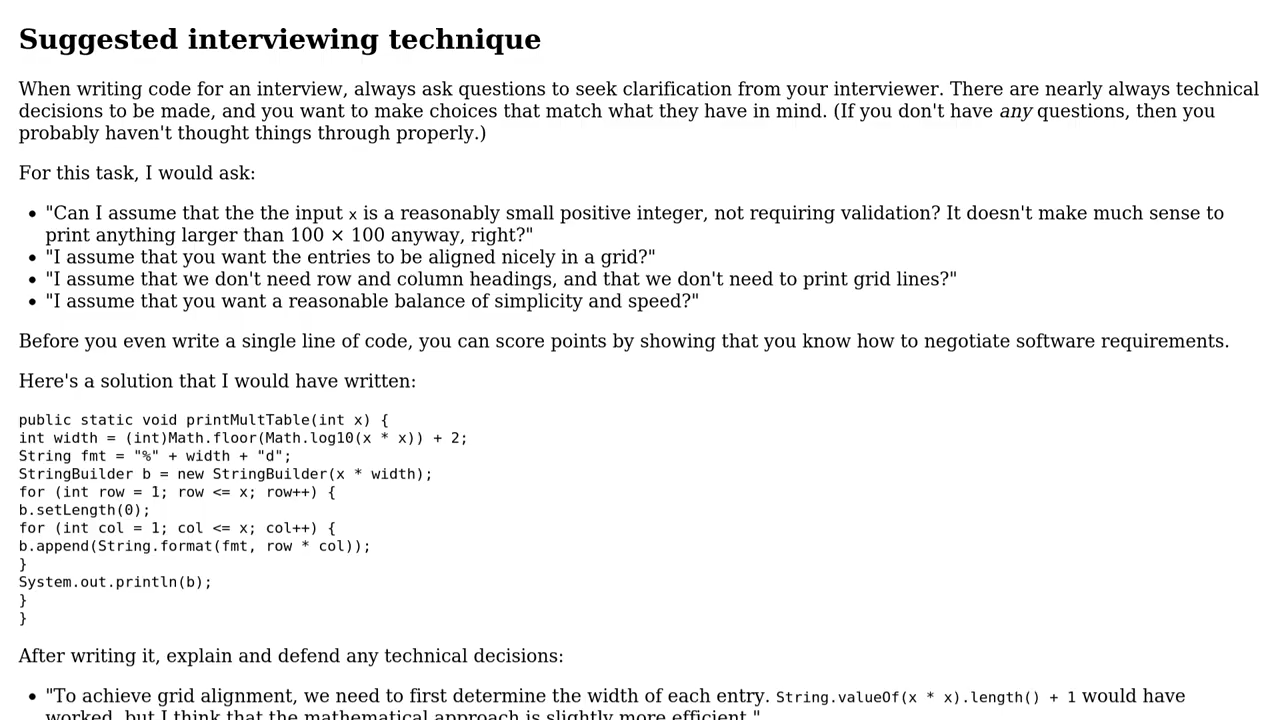 Suggested interviewing technique
When writing code for an interview, always ask questions to seek clarification from your interviewer. There are nearly always technical
decisions to be made, and you want to make choices that match what they have in mind. (If you don't have any questions, then you
probably haven't thought things through properly.)
For this task, I would ask:
• "Can I assume that the the input x is a reasonably small positive integer, not requiring validation? It doesn't make much sense to
print anything larger than 100 × 100 anyway, right?"
• "I assume that you want the entries to be aligned nicely in a grid?"
• "I assume that we don't need row and column headings, and that we don't need to print grid lines?"
• "I assume that you want a reasonable balance of simplicity and speed?"
Before you even write a single line of code, you can score points by showing that you know how to negotiate software requirements.
Here's a solution that I would have written:
public static void printMultTable(int x) {
int width = (int)Math.floor(Math.log10(x * x)) + 2;
String fmt = "%" + width + "d";
StringBuilder b = new StringBuilder(x * width);
for (int row = 1; row <= x; row++) {
b.setLength(0);
for (int col = 1; col <= x; col++) {
b.append(String.format(fmt, row * col));
}
System.out.println(b);
}
}
After writing it, explain and defend any technical decisions:
• "To achieve grid alignment, we need to first determine the width of each entry. String.valueOf(x * x).length() + 1 would have
worked, but I think that the mathematical approach is slightly more efficient."